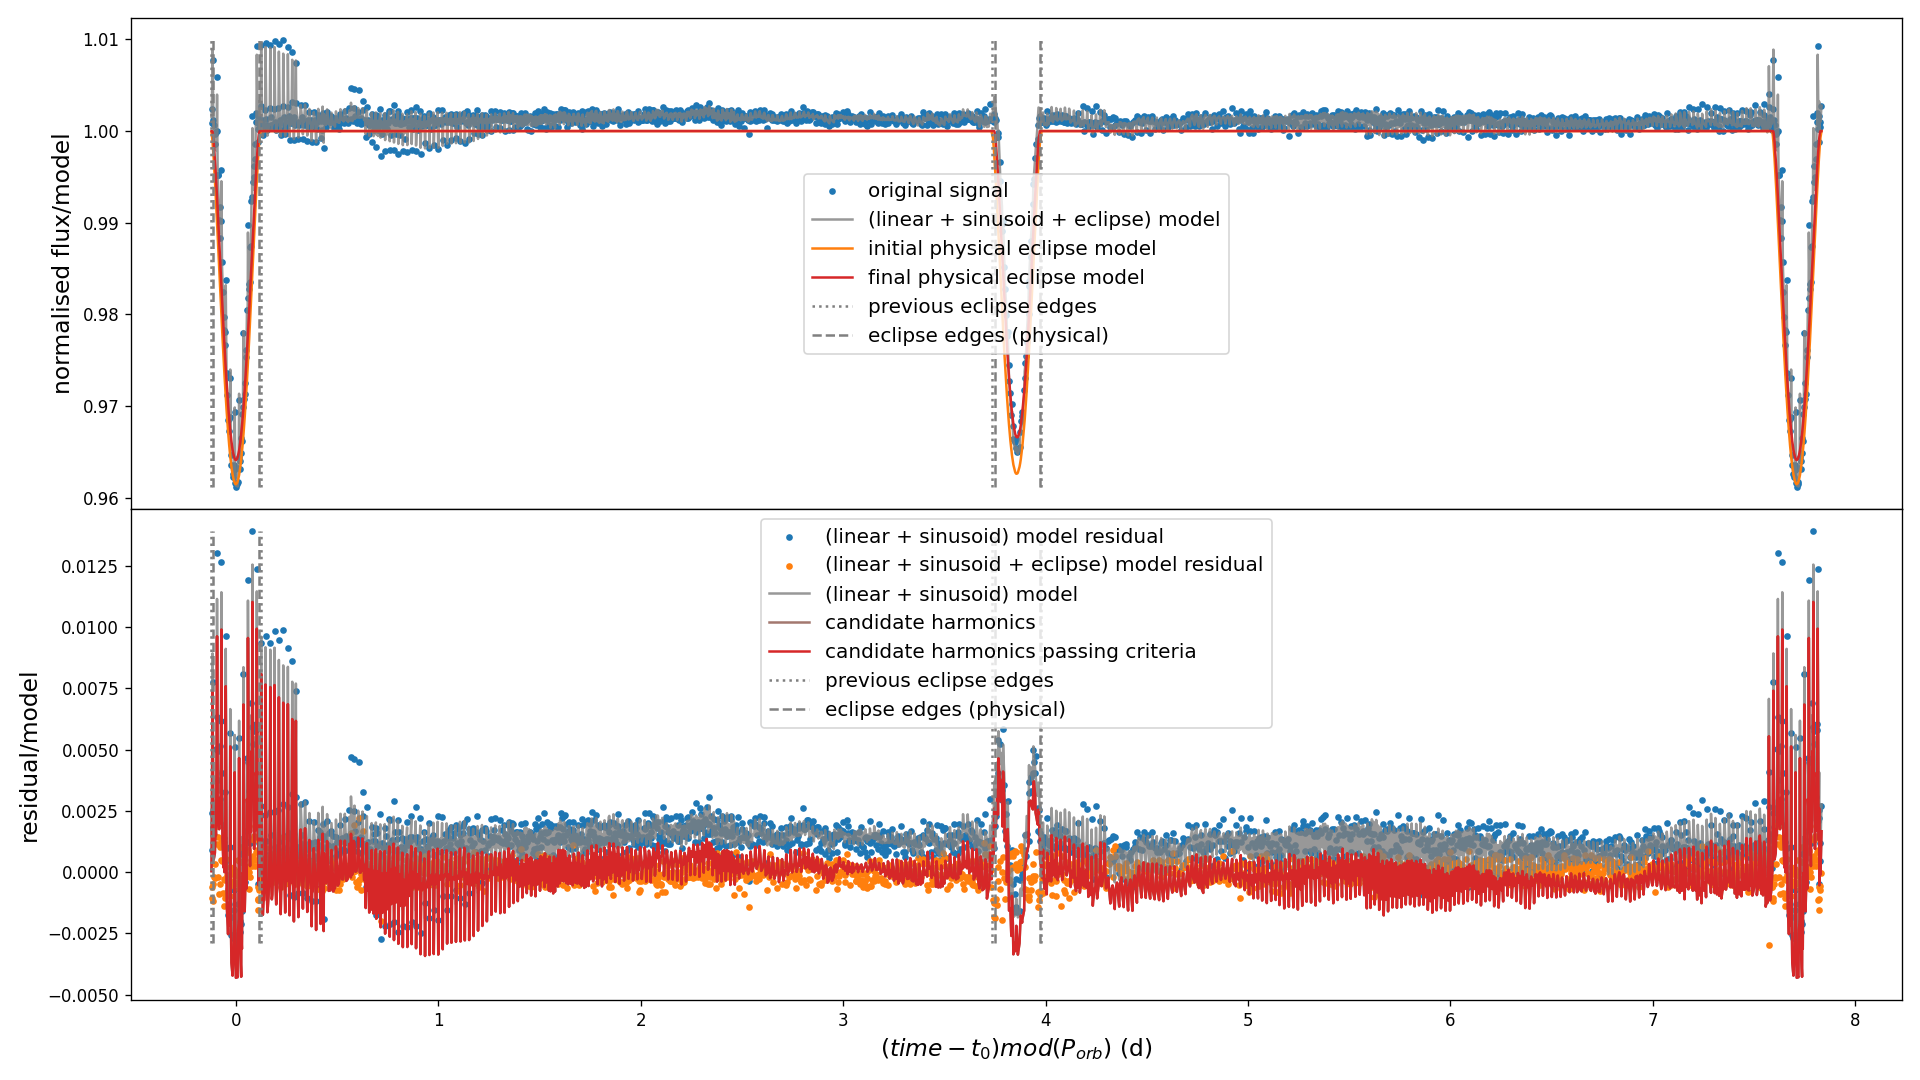 1.01
1.00
0.99
0.98
0.97
0.96
normalised flux/model
original signal
(linear + sinusoid + eclipse) model
initial physical eclipse model
final physical eclipse model
previous eclipse edges
eclipse edges (physical)
0.0125
0.0100
0.0075
0.0050
0.0025
0.0000
−0.0025
−0.0050
residual/model
(linear + sinusoid) model residual
(linear + sinusoid + eclipse) model residual
(linear + sinusoid) model
candidate harmonics
candidate harmonics passing criteria
previous eclipse edges
eclipse edges (physical)
0 1 2 3 4 5 6 7 8
(time − t₀)mod(P_orb) (d)